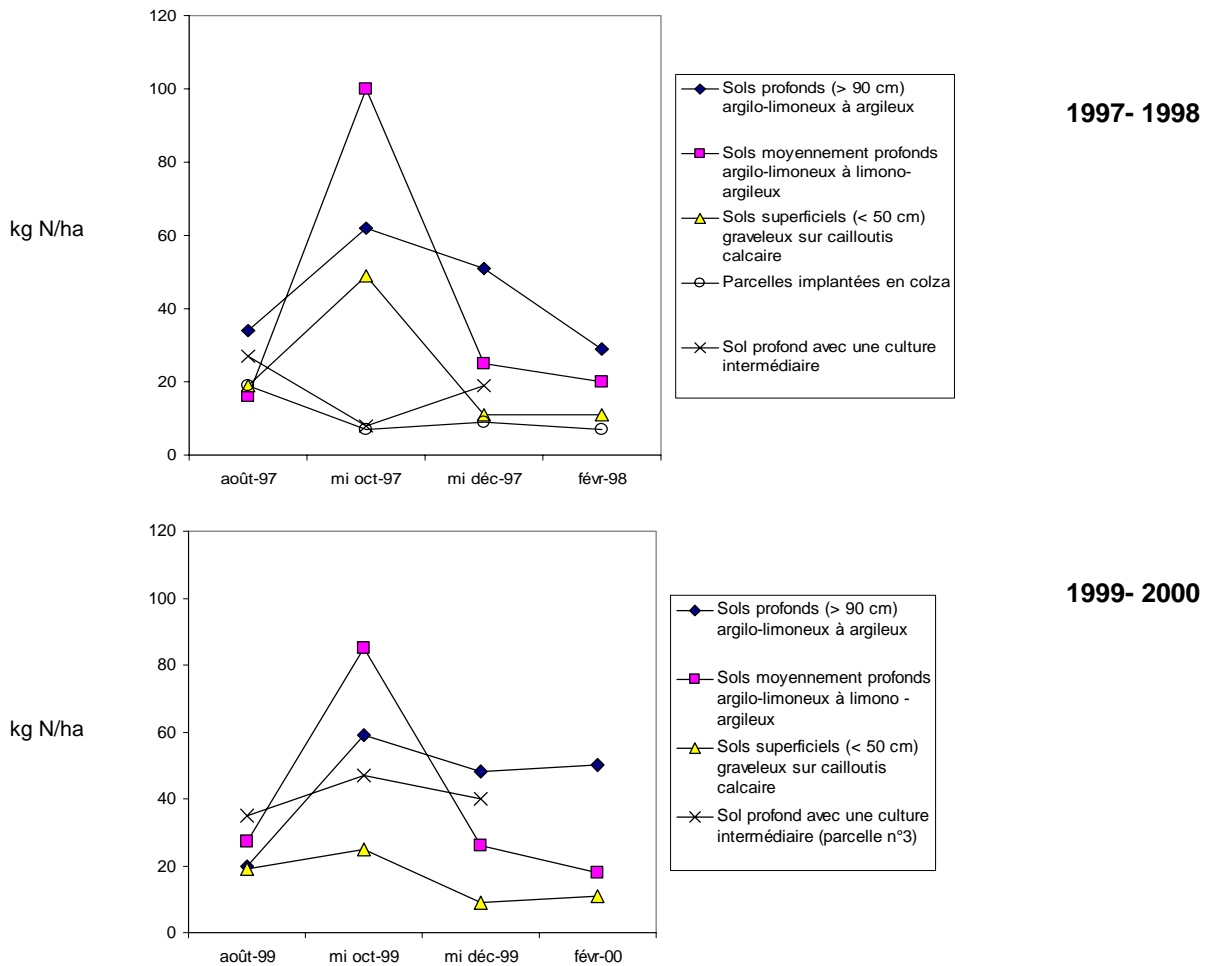 120
100
80
60
40
20
0
kg N/ha
août-97
mi oct-97
mi déc-97
févr-98
Sols profonds (> 90 cm)
argilo-limoneux à argileux
Sols moyennement profonds
argilo-limoneux à limono-
argileux
Sols superficiels (< 50 cm)
graveleux sur cailloutis
calcaire
Parcelles implantées en colza
Sol profond avec une culture
intermédiaire
1997- 1998
120
100
80
60
40
20
0
kg N/ha
août-99
mi oct-99
mi déc-99
févr-00
Sols profonds (> 90 cm)
argilo-limoneux à argileux
Sols moyennement profonds
argilo-limoneux à limono -
argileux
Sols superficiels (< 50 cm)
graveleux sur cailloutis
calcaire
Sol profond avec une culture
intermédiaire (parcelle n°3)
1999- 2000